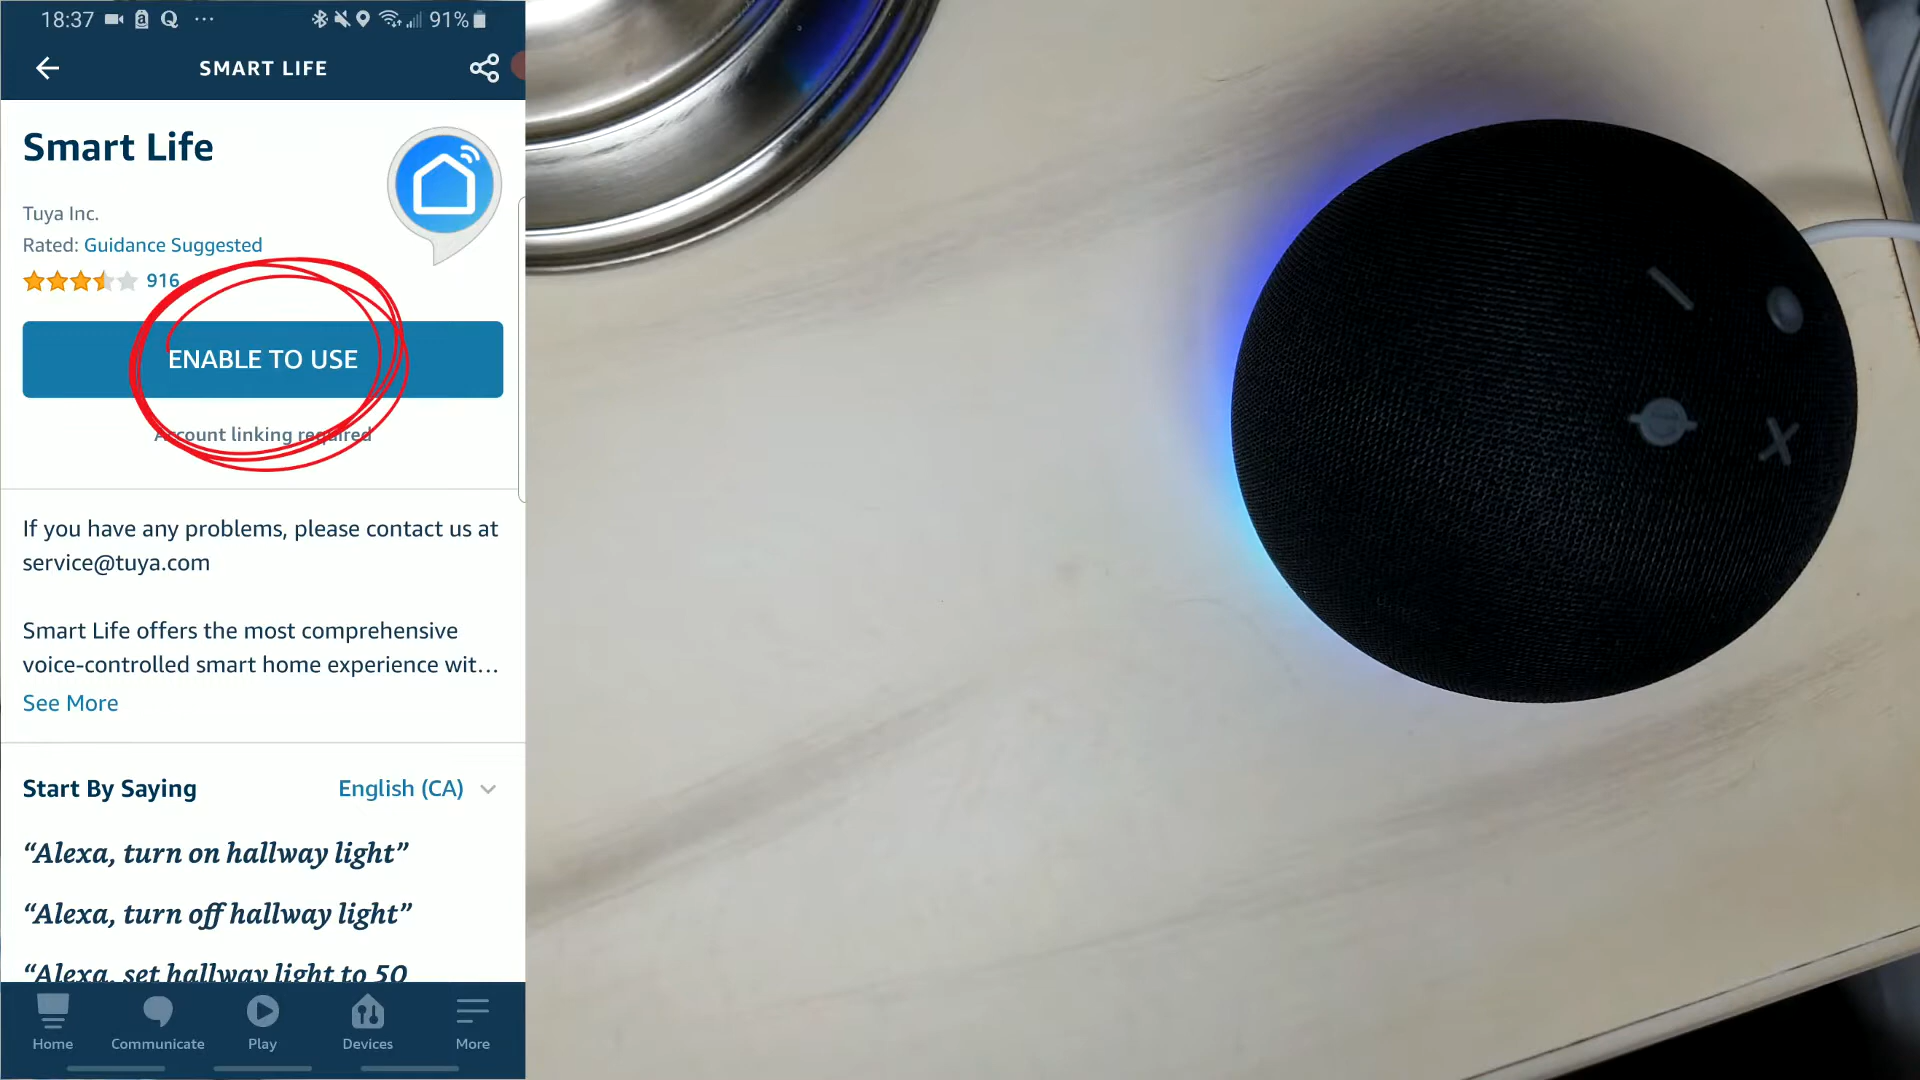 18:37
91%
SMART LIFE
Smart Life
Tuya Inc.
Rated: Guidance Suggested
916
ENABLE TO USE
Account linking required
If you have any problems, please contact us at
service@tuya.com
Smart Life offers the most comprehensive
voice-controlled smart home experience wit...
See More
Start By Saying
English (CA)
“Alexa, turn on hallway light”
“Alexa, turn off hallway light”
“Alexa, set hallway light to 50
Home
Communicate
Play
Devices
More